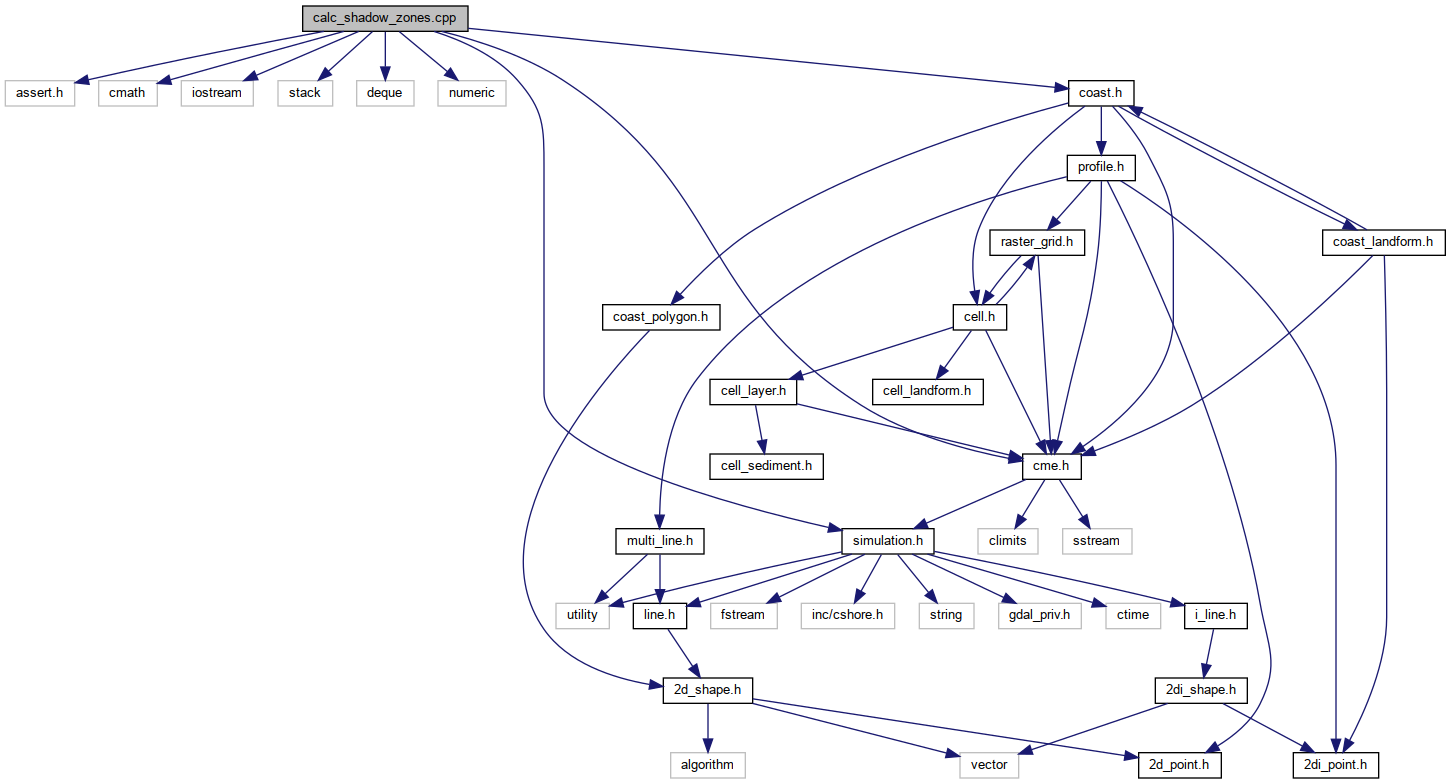 calc_shadow_zones.cpp
assert.h
cmath
iostream
stack
deque
numeric
coast.h
profile.h
raster_grid.h
coast_landform.h
coast_polygon.h
cell.h
cell_layer.h
cell_landform.h
cell_sediment.h
cme.h
multi_line.h
simulation.h
climits
sstream
utility
line.h
fstream
inc/cshore.h
string
gdal_priv.h
ctime
i_line.h
2d_shape.h
2di_shape.h
algorithm
vector
2d_point.h
2di_point.h